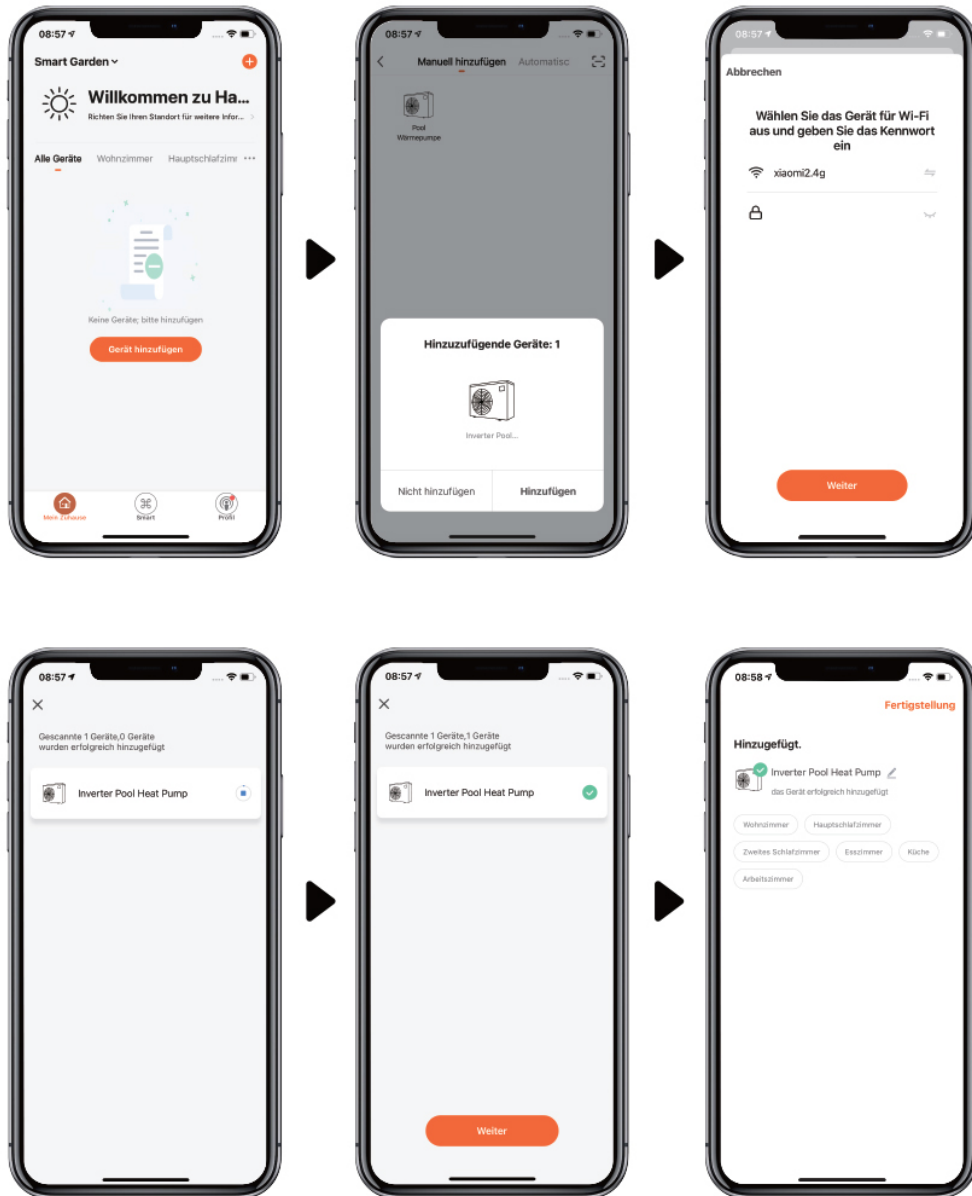 08:57
Smart Garden
Willkommen zu Ha...
Richten Sie Ihren Standort für weitere Infor...
Alle Geräte Wohnzimmer Hauptschlafzimr
Keine Geräte; bitte hinzufügen
Gerät hinzufügen
Mein Zuhause Smart Profil
08:57
Manuell hinzufügen Automatisc
Pool
Wärmepumpe
Hinzuzufügende Geräte: 1
Inverter Pool...
Nicht hinzufügen Hinzufügen
08:57
Abbrechen
Wählen Sie das Gerät für Wi-Fi
aus und geben Sie das Kennwort
ein
xiaomi2.4g
Weiter
08:57
Gescannte 1 Geräte,0 Geräte
wurden erfolgreich hinzugefügt
Inverter Pool Heat Pump
08:57
Gescannte 1 Geräte,1 Geräte
wurden erfolgreich hinzugefügt
Inverter Pool Heat Pump
Weiter
08:58
Fertigstellung
Hinzugefügt.
Inverter Pool Heat Pump
das Gerät erfolgreich hinzugefügt
Wohnzimmer Hauptschlafzimmer
Zweites Schlafzimmer Esszimmer Küche
Arbeitszimmer